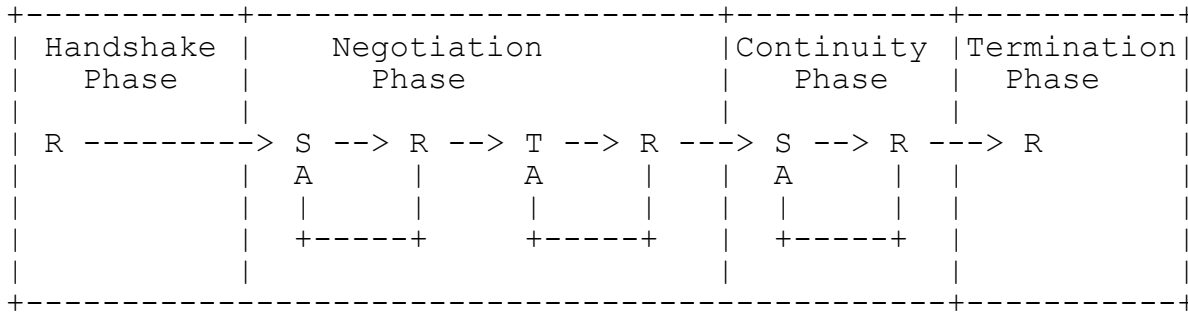 +-----------+------------------------+------------+-----------+
| Handshake |    Negotiation         |Continuity |Termination|
|   Phase   |      Phase             |   Phase   |  Phase    |
|           |                        |           |           |
| R ---------> S --> R --> T --> R ---> S --> R ---> R       |
|           |  A     |     A     |   |  A     |  |           |
|           |  |     |     |     |   |  |     |  |           |
|           |  +-----+     +-----+   |  +-----+  |           |
|           |                        |           |           |
+------------------------------------------------+-----------+